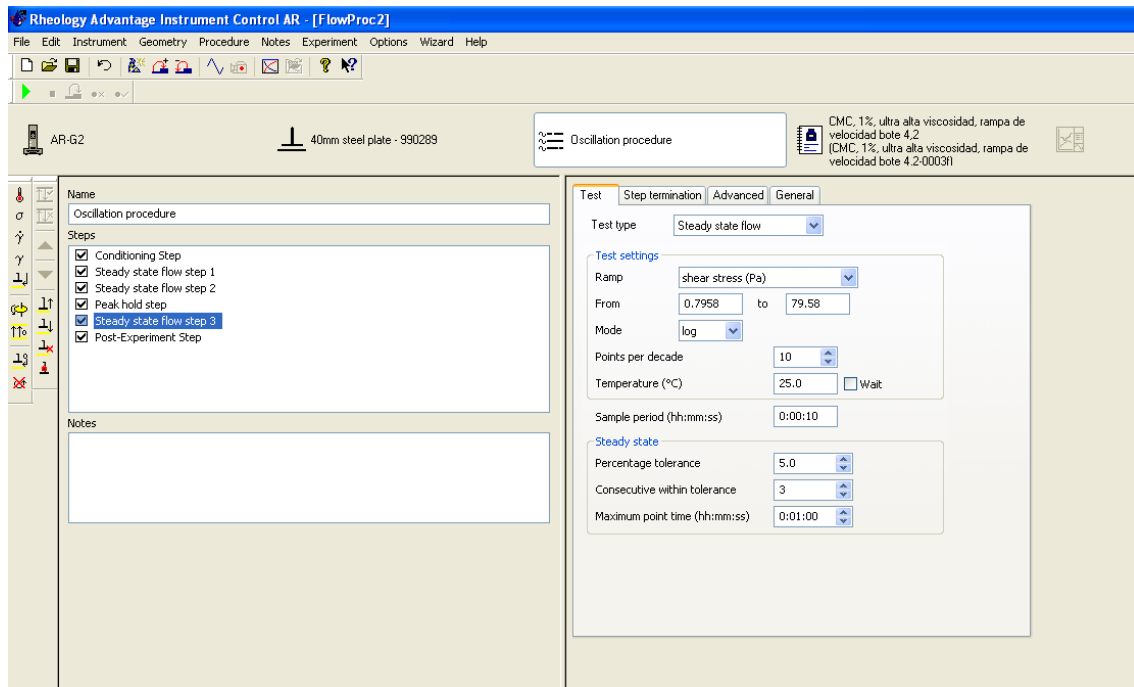 Rheology Advantage Instrument Control AR - [FlowProc2]
File Edit Instrument Geometry Procedure Notes Experiment Options Wizard Help
AR-G2
40mm steel plate - 990289
Oscillation procedure
CMC, 1%, ultra alta viscosidad, rampa de
velocidad bote 4,2
(CMC, 1%, ultra alta viscosidad, rampa de
velocidad bote 4.2-0003fl
Name
Oscillation procedure
Steps
Conditioning Step
Steady state flow step 1
Steady state flow step 2
Peak hold step
Steady state flow step 3
Post-Experiment Step
Notes
Test Step termination Advanced General
Test type Steady state flow
Test settings
Ramp shear stress (Pa)
From 0.7958 to 79.58
Mode log
Points per decade 10
Temperature (°C) 25.0 Wait
Sample period (hh:mm:ss) 0:00:10
Steady state
Percentage tolerance 5.0
Consecutive within tolerance 3
Maximum point time (hh:mm:ss) 0:01:00